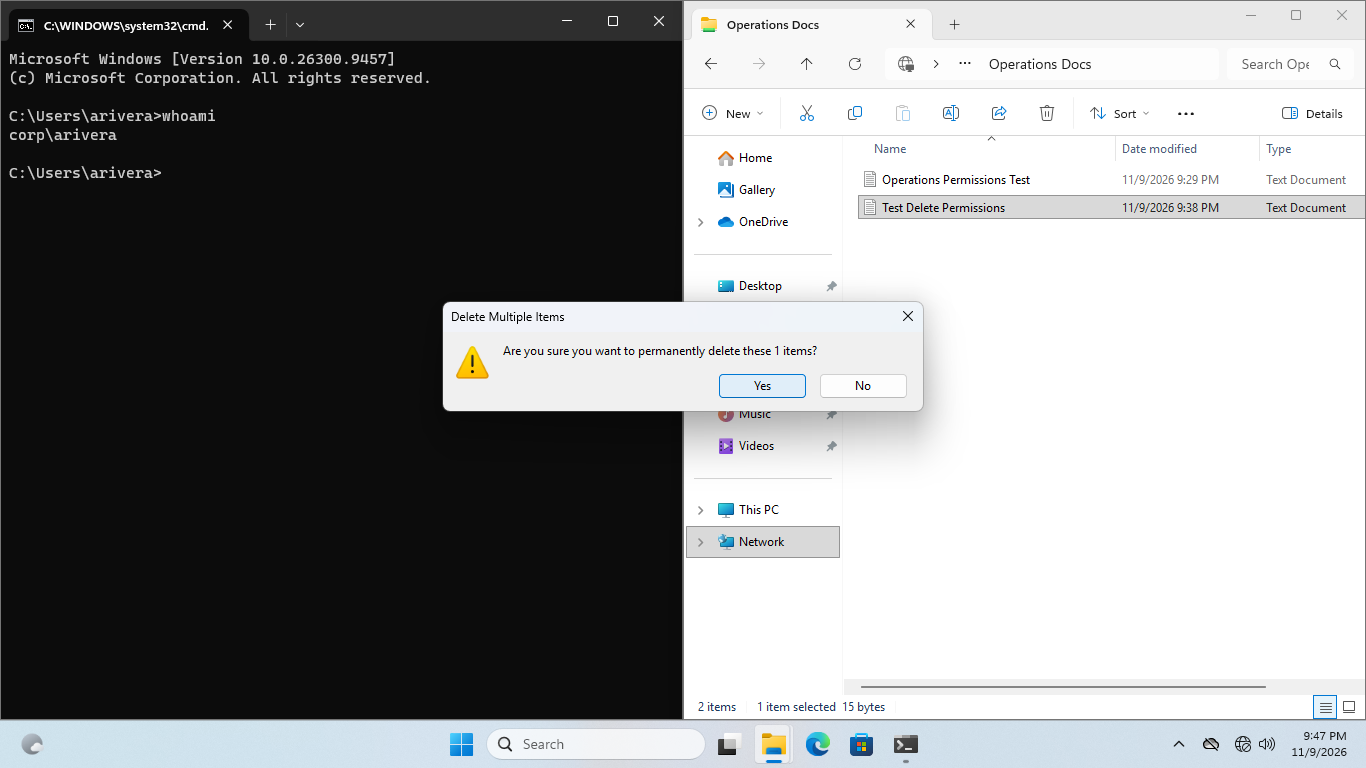 C:\WINDOWS\system32\cmd.
Microsoft Windows [Version 10.0.26300.9457]
(c) Microsoft Corporation. All rights reserved.
C:\Users\arivera>whoami
corp\arivera
C:\Users\arivera>
Operations Docs
Operations Docs
Search Ope
New
Sort
Details
Home
Gallery
OneDrive
Desktop
Music
Videos
This PC
Network
Name Date modified Type
Operations Permissions Test 11/9/2026 9:29 PM Text Document
Test Delete Permissions 11/9/2026 9:38 PM Text Document
2 items 1 item selected 15 bytes
Delete Multiple Items
Are you sure you want to permanently delete these 1 items?
Yes No
Search
9:47 PM
11/9/2026